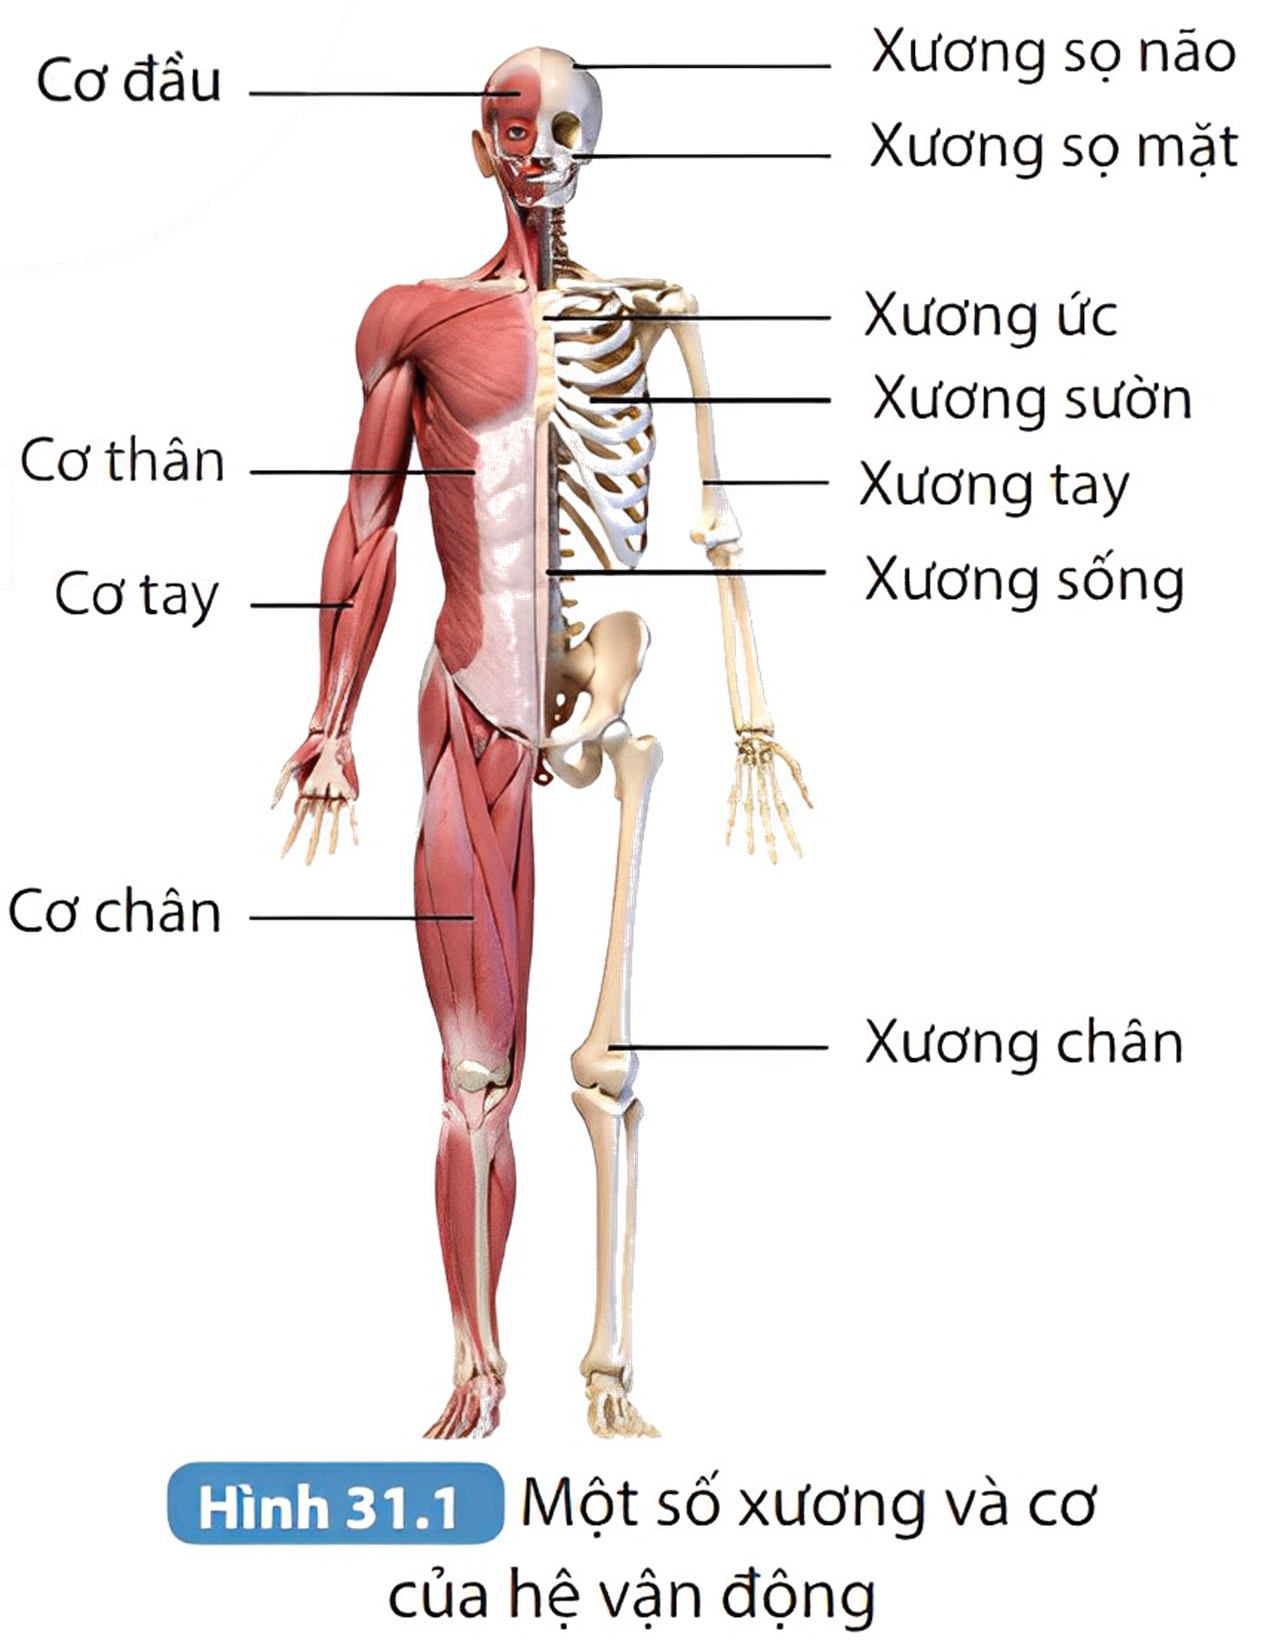 Cơ đầu
Xương sọ não
Xương sọ mặt
Xương ức
Xương sườn
Cơ thân
Xương tay
Cơ tay
Xương sống
Cơ chân
Xương chân
Hình 31.1 Một số xương và cơ
của hệ vận động